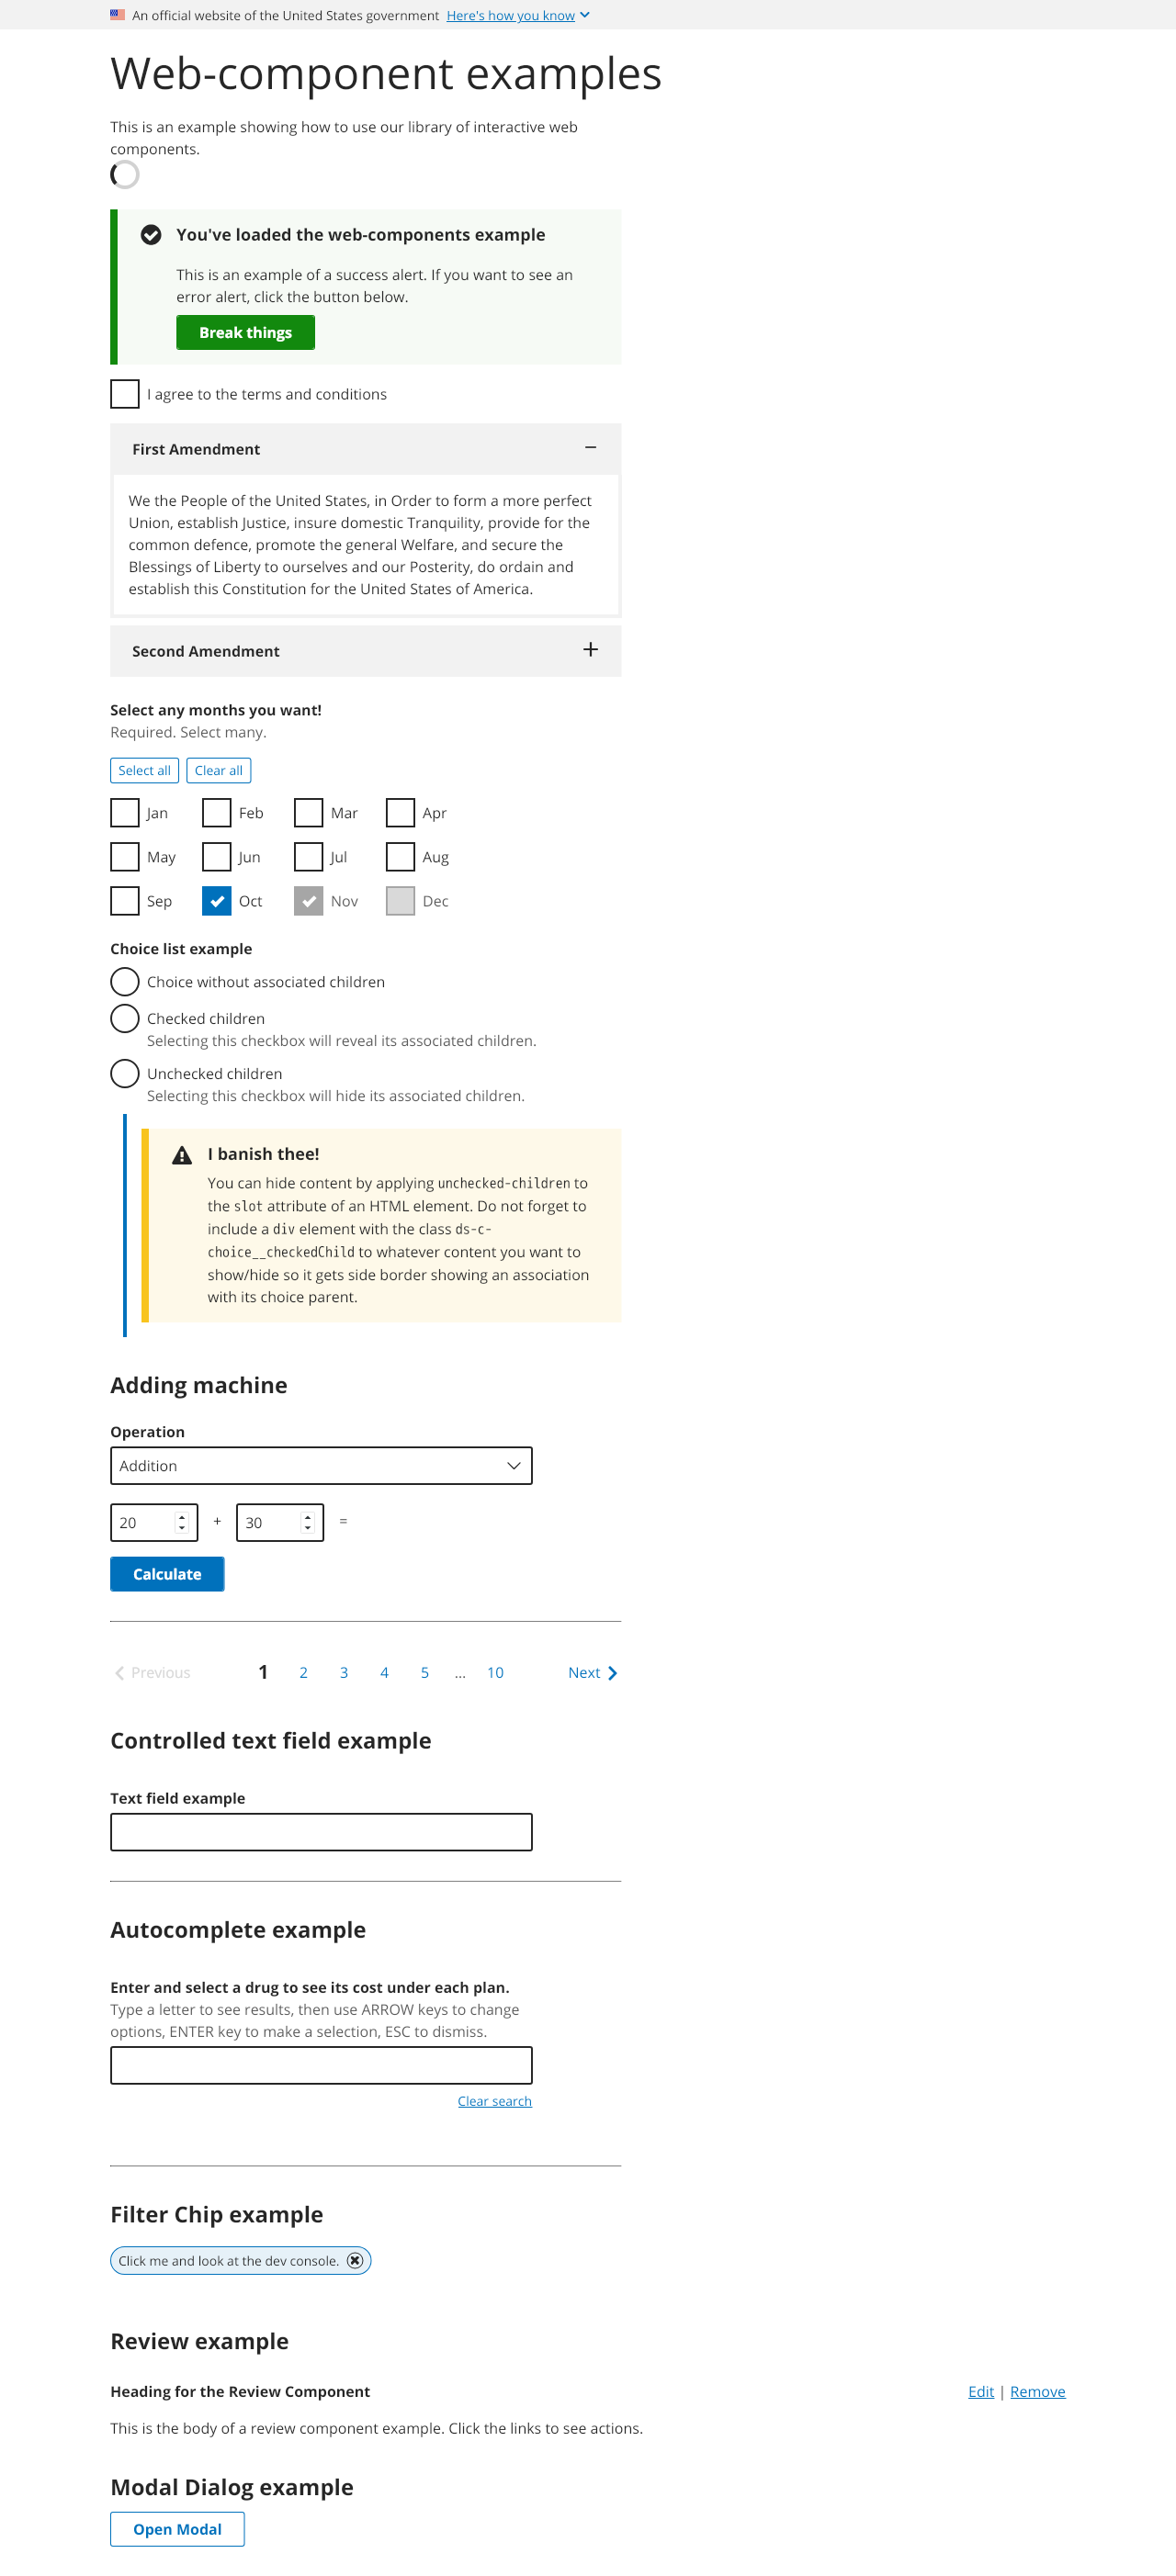 An official website of the United States government Here's how you know
Web-component examples
This is an example showing how to use our library of interactive web
components.
You've loaded the web-components example
This is an example of a success alert. If you want to see an
error alert, click the button below.
Break things
I agree to the terms and conditions
First Amendment
We the People of the United States, in Order to form a more perfect
Union, establish Justice, insure domestic Tranquility, provide for the
common defence, promote the general Welfare, and secure the
Blessings of Liberty to ourselves and our Posterity, do ordain and
establish this Constitution for the United States of America.
Second Amendment
Select any months you want!
Required. Select many.
Select all Clear all
Jan Feb Mar Apr
May Jun Jul Aug
Sep Oct Nov Dec
Choice list example
Choice without associated children
Checked children
Selecting this checkbox will reveal its associated children.
Unchecked children
Selecting this checkbox will hide its associated children.
I banish thee!
You can hide content by applying unchecked-children to
the slot attribute of an HTML element. Do not forget to
include a div element with the class ds-c-
choice__checkedChild to whatever content you want to
show/hide so it gets side border showing an association
with its choice parent.
Adding machine
Operation
Addition
20 + 30 =
Calculate
Previous 1 2 3 4 5 ... 10 Next
Controlled text field example
Text field example
Autocomplete example
Enter and select a drug to see its cost under each plan.
Type a letter to see results, then use ARROW keys to change
options, ENTER key to make a selection, ESC to dismiss.
Clear search
Filter Chip example
Click me and look at the dev console.
Review example
Heading for the Review Component Edit | Remove
This is the body of a review component example. Click the links to see actions.
Modal Dialog example
Open Modal